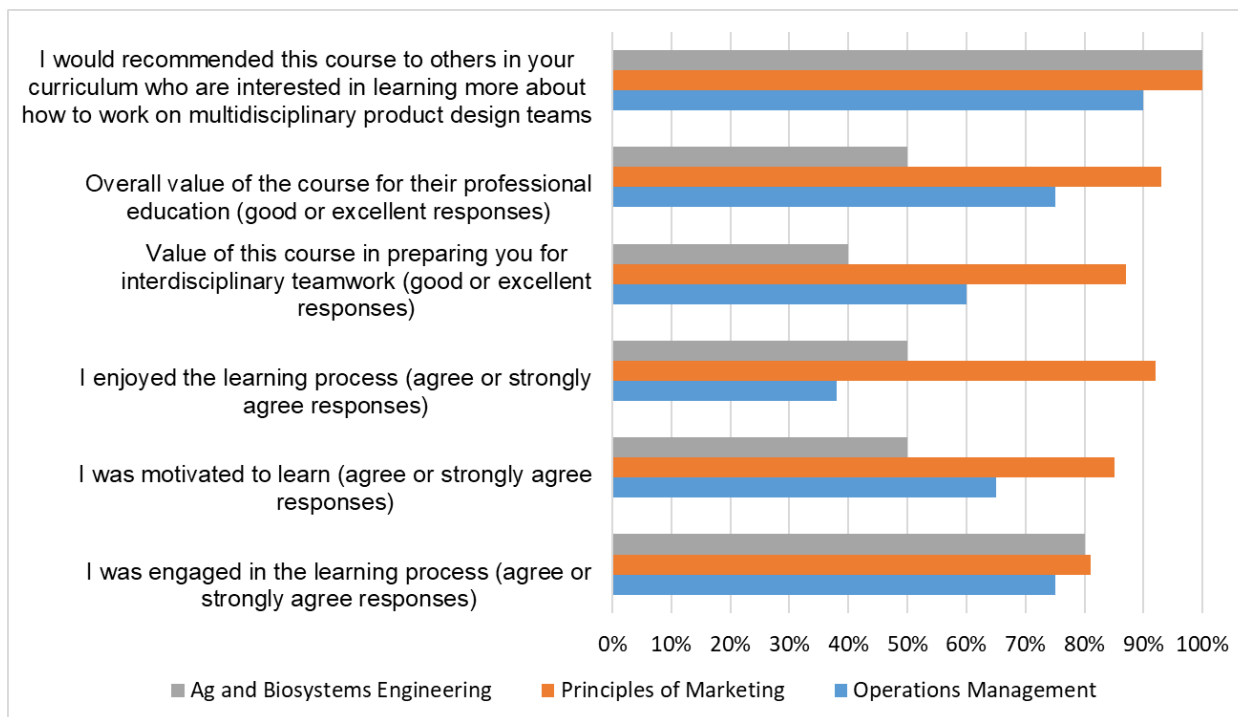 I would recommended this course to others in your
curriculum who are interested in learning more about
how to work on multidisciplinary product design teams
Overall value of the course for their professional
education (good or excellent responses)
Value of this course in preparing you for
interdisciplinary teamwork (good or excellent
responses)
I enjoyed the learning process (agree or strongly
agree responses)
I was motivated to learn (agree or strongly agree
responses)
I was engaged in the learning process (agree or
strongly agree responses)
0% 10% 20% 30% 40% 50% 60% 70% 80% 90% 100%
Ag and Biosystems Engineering Principles of Marketing Operations Management